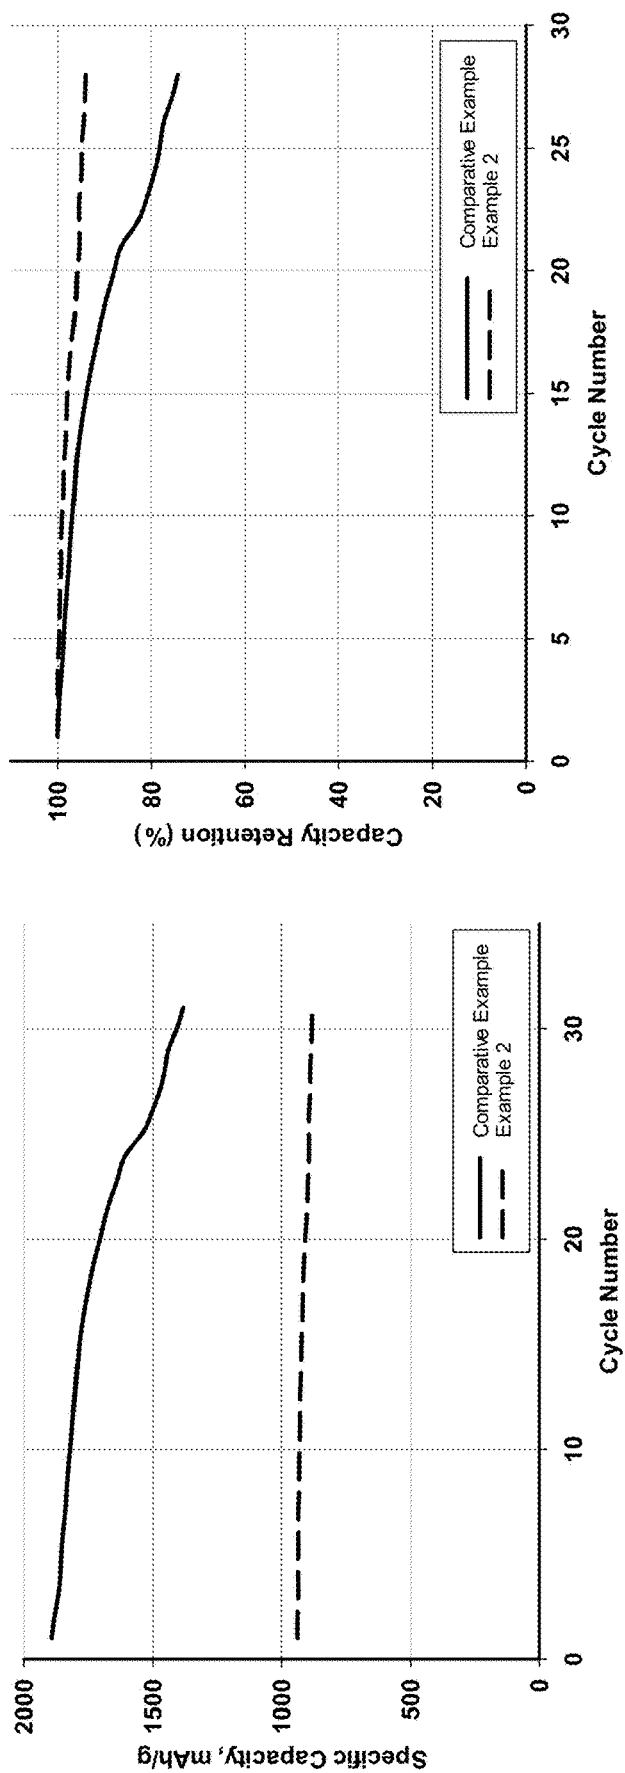 Specific Capacity, mAh/g
2000
1500
1000
500
0
0
10
20
30
Cycle Number
Comparative Example
Example 2
Capacity Retention (%)
100
80
60
40
20
0
0
5
10
15
20
25
30
Cycle Number
Comparative Example
Example 2